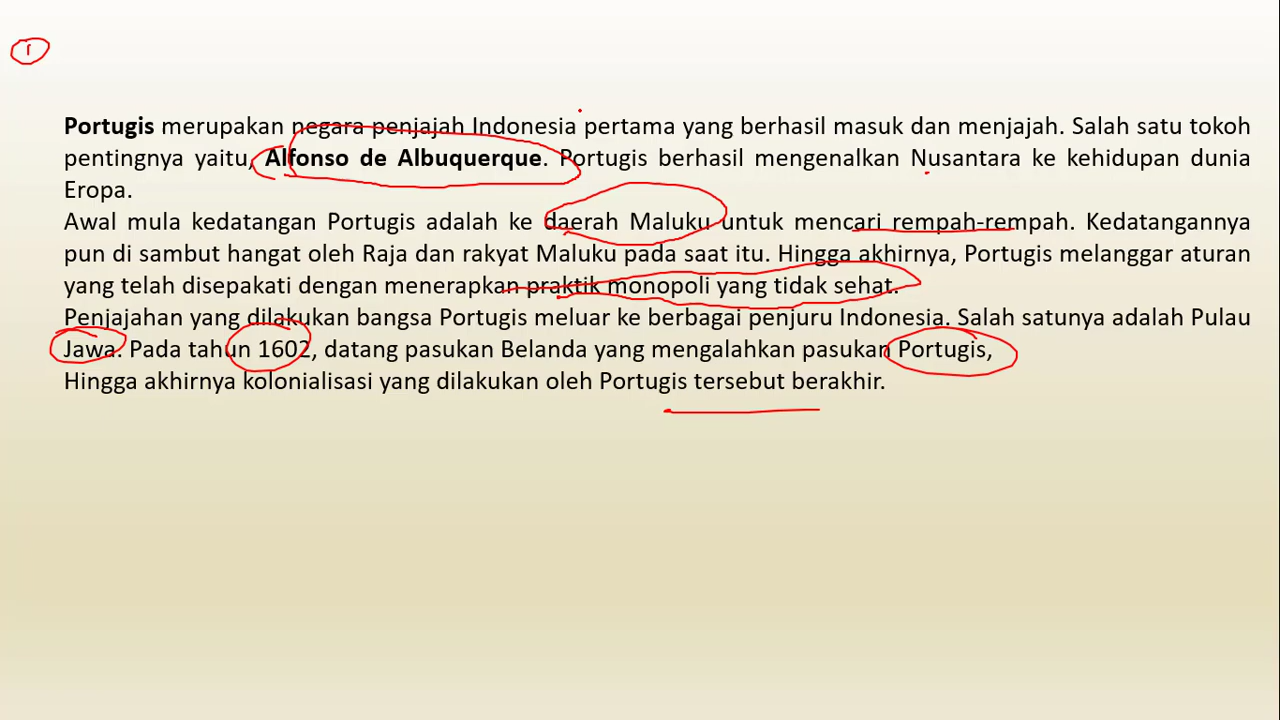 1
Portugis merupakan negara penjajah Indonesia pertama yang berhasil masuk dan menjajah. Salah satu tokoh
pentingnya yaitu, Alfonso de Albuquerque. Portugis berhasil mengenalkan Nusantara ke kehidupan dunia
Eropa.
Awal mula kedatangan Portugis adalah ke daerah Maluku untuk mencari rempah-rempah. Kedatangannya
pun di sambut hangat oleh Raja dan rakyat Maluku pada saat itu. Hingga akhirnya, Portugis melanggar aturan
yang telah disepakati dengan menerapkan praktik monopoli yang tidak sehat.
Penjajahan yang dilakukan bangsa Portugis meluar ke berbagai penjuru Indonesia. Salah satunya adalah Pulau
Jawa. Pada tahun 1602, datang pasukan Belanda yang mengalahkan pasukan Portugis,
Hingga akhirnya kolonialisasi yang dilakukan oleh Portugis tersebut berakhir.